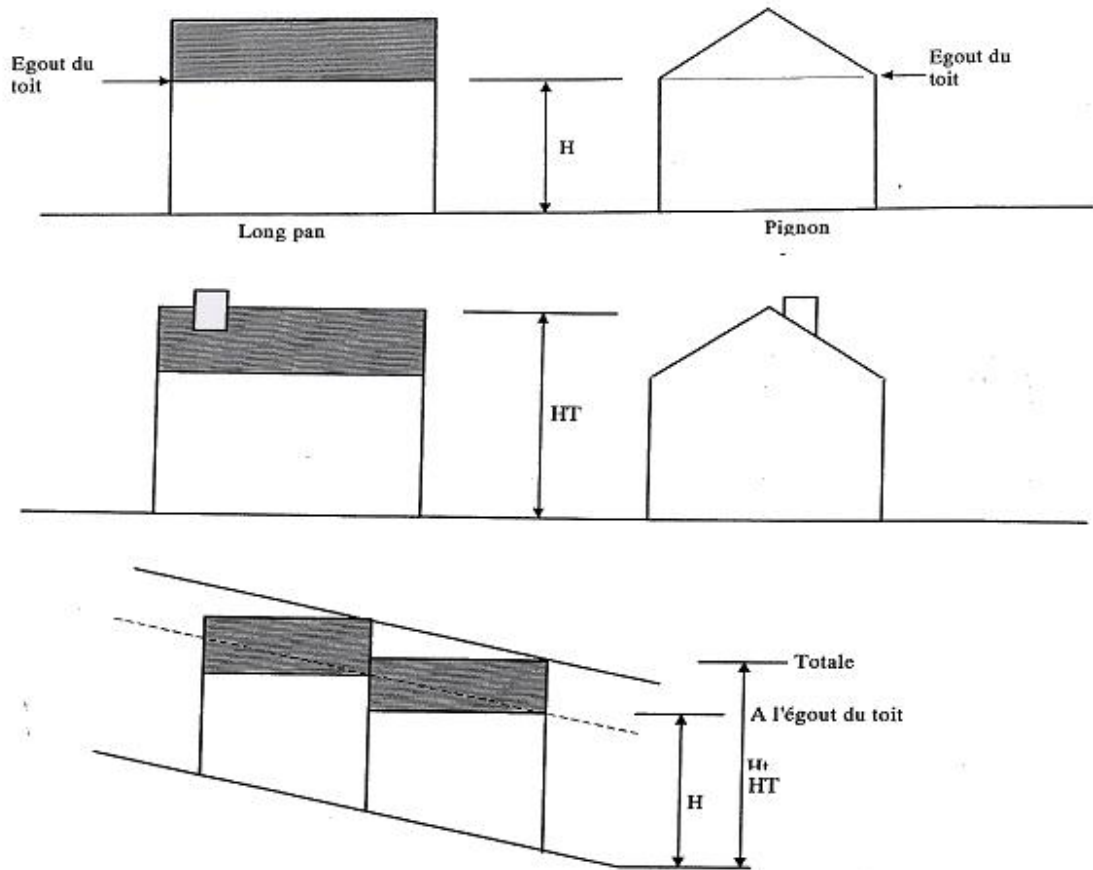 Egout du
toit
Egout du
toit
H
Long pan
Pignon
HT
Totale
A l'égout du toit
Ht
HT
H